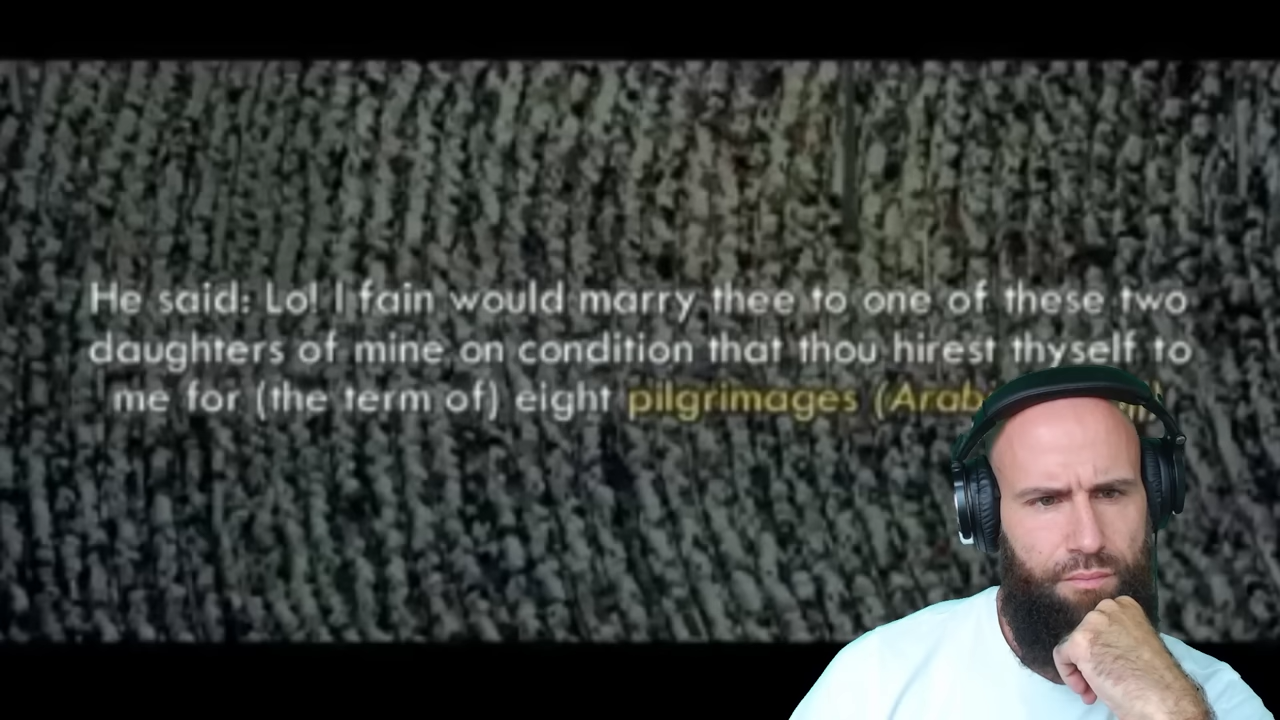 He said: Lo! I fain would marry thee to one of these two
daughters of mine on condition that thou hirest thyself to
me for (the term of) eight pilgrimages